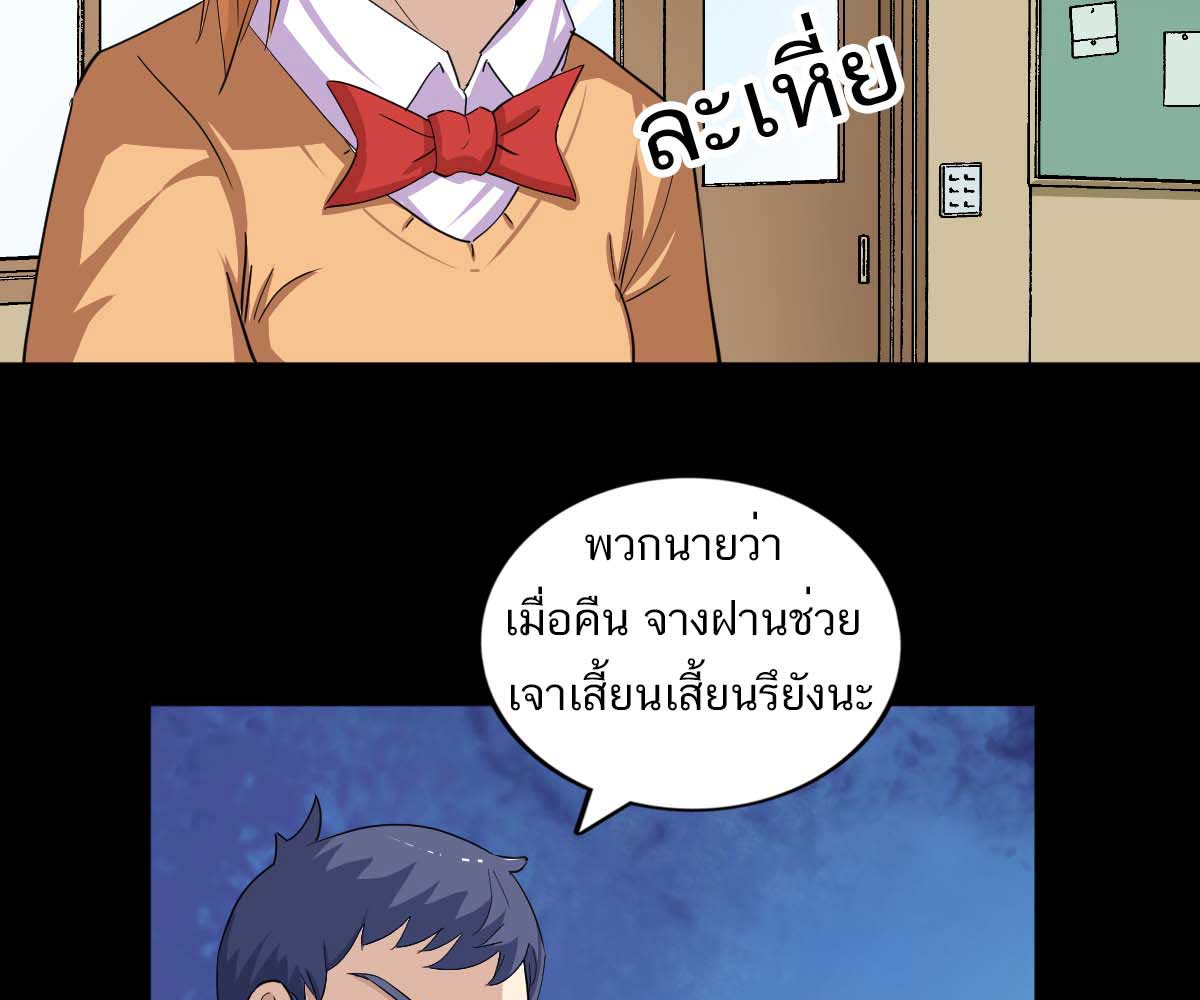 ละเหี่ย
พวกนายว่า
เมื่อคืน จางฝานช่วย
เจาเสี้ยนเสี้ยนรึยังนะ